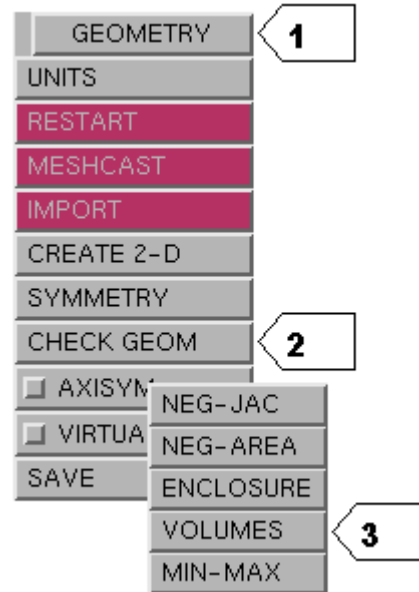 GEOMETRY 1
UNITS
RESTART
MESHCAST
IMPORT
CREATE 2-D
SYMMETRY
CHECK GEOM 2
AXISYM
VIRTUA
SAVE
NEG-JAC
NEG-AREA
ENCLOSURE
VOLUMES 3
MIN-MAX